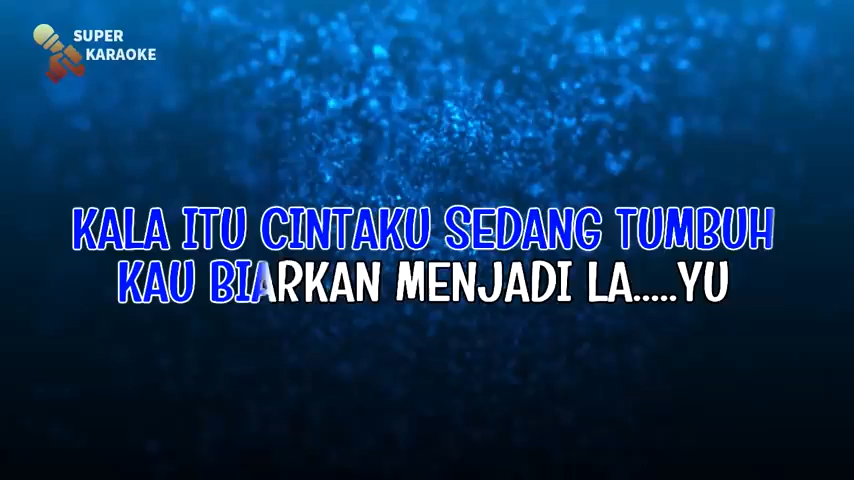 SUPER
KARAOKE
KALA ITU CINTAKU SEDANG TUMBUH
KAU BIARKAN MENJADI LA.....YU